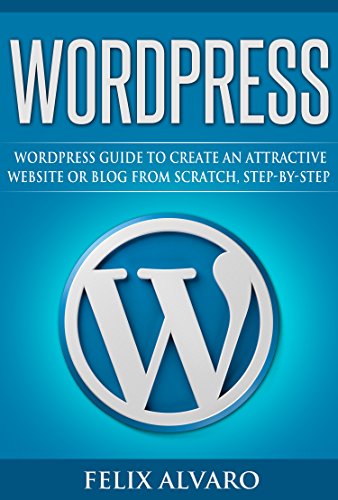 WORDPRESS
WORDPRESS GUIDE TO CREATE AN ATTRACTIVE
WEBSITE OR BLOG FROM SCRATCH, STEP-BY-STEP
W
FELIX ALVARO